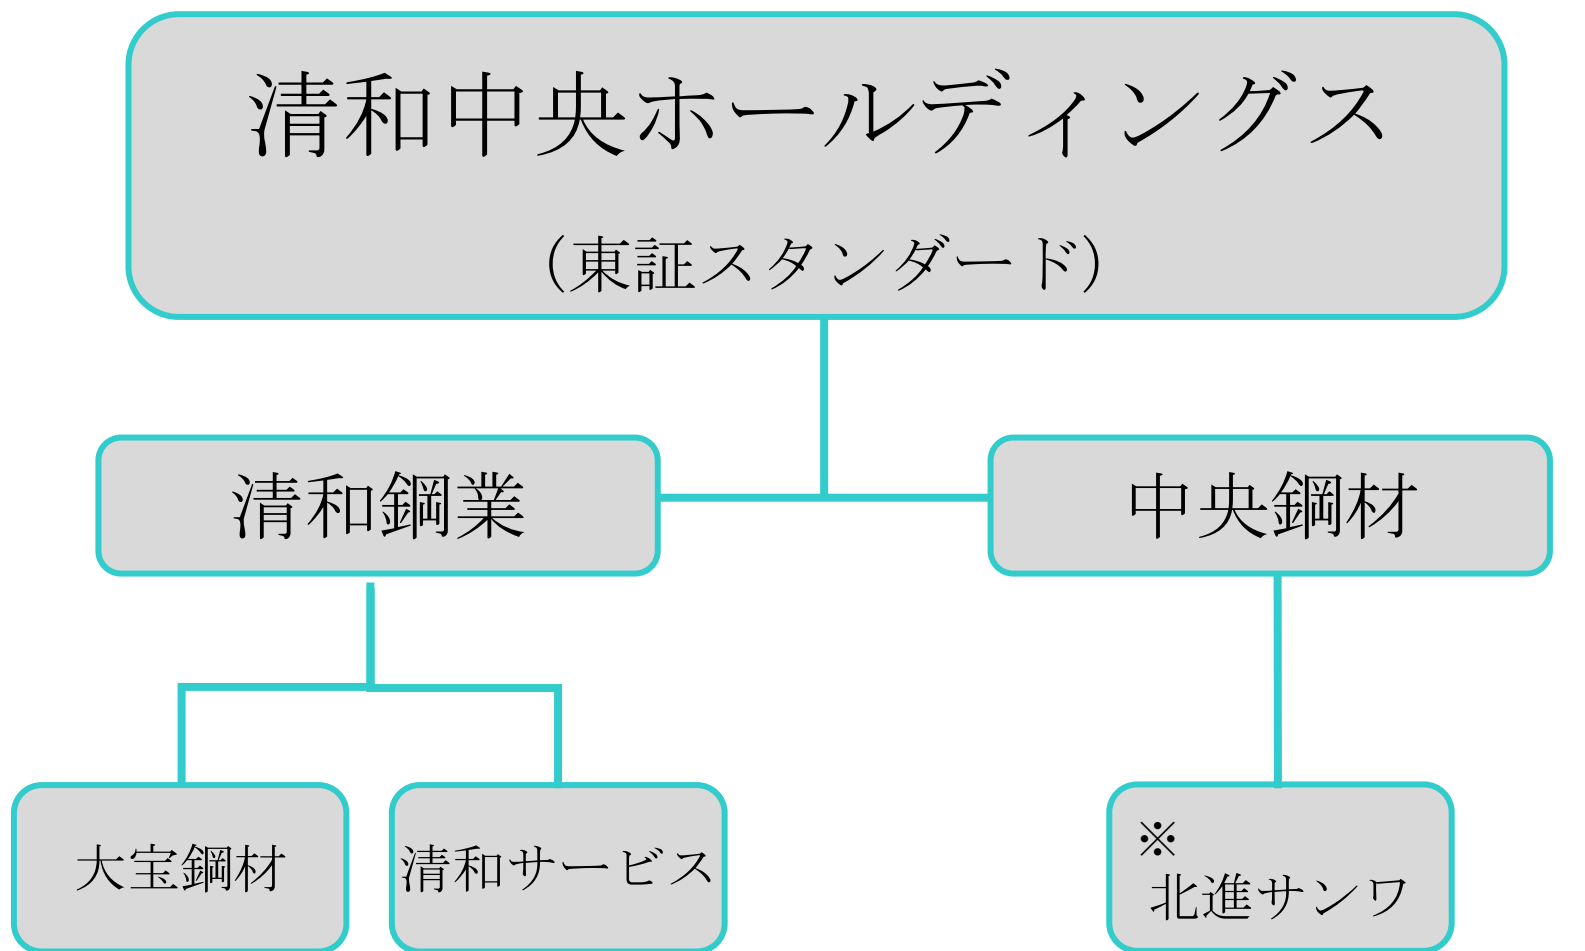 清和中央ホールディングス
（東証スタンダード）
清和鋼業
中央鋼材
大宝鋼材
清和サービス
※
北進サンワ